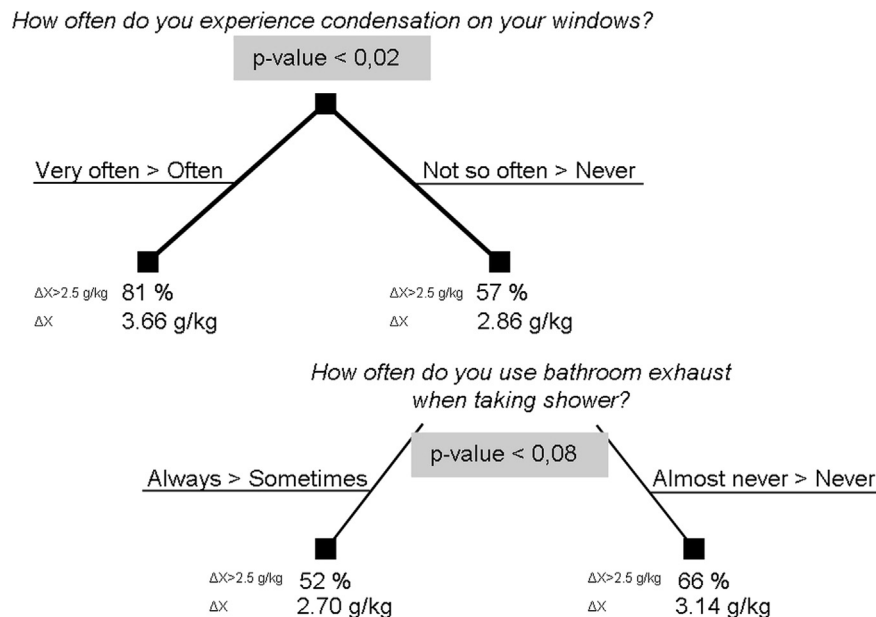 How often do you experience condensation on your windows?
p-value < 0,02
Very often > Often
Not so often > Never
ΔX>2.5 g/kg 81 %
ΔX 3.66 g/kg
ΔX>2.5 g/kg 57 %
ΔX 2.86 g/kg
How often do you use bathroom exhaust
when taking shower?
p-value < 0,08
Always > Sometimes
Almost never > Never
ΔX>2.5 g/kg 52 %
ΔX 2.70 g/kg
ΔX>2.5 g/kg 66 %
ΔX 3.14 g/kg